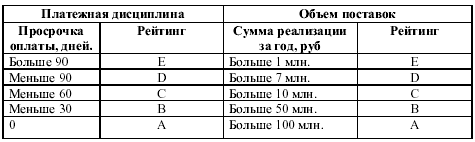 Платежная дисциплина Объем поставок
Просрочка оплаты, дней. Рейтинг Сумма реализации за год, руб Рейтинг
Больше 90 E Больше 1 млн. E
Меньше 90 D Больше 7 млн. D
Меньше 60 C Больше 10 млн. C
Меньше 30 B Больше 50 млн. B
0 A Больше 100 млн. A